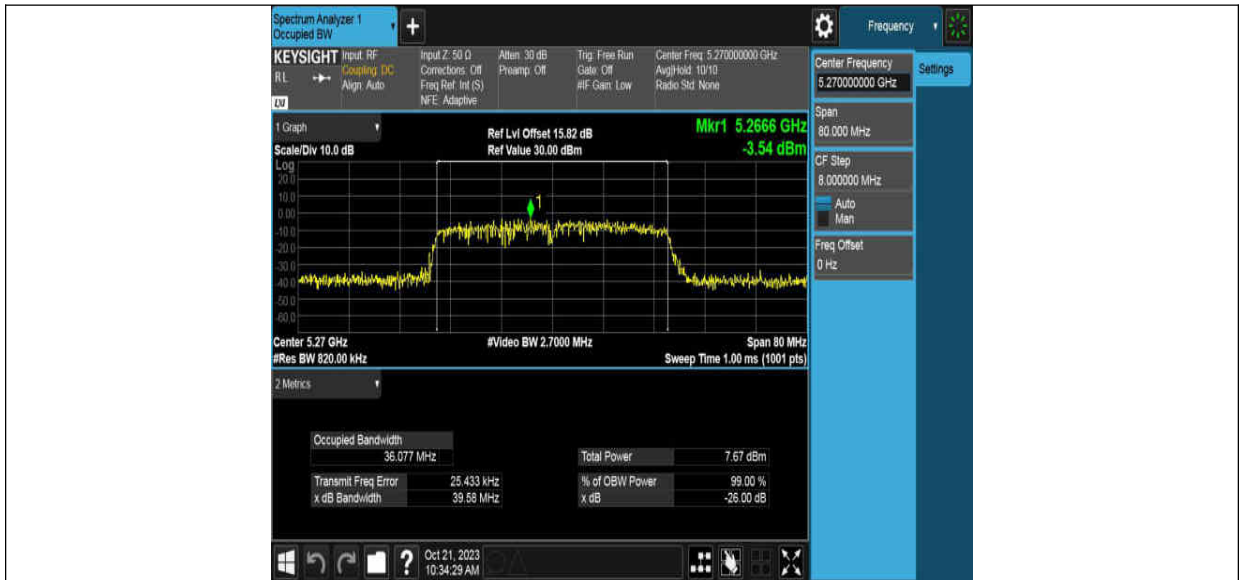 Spectrum Analyzer 1
Occupied BW
+
Frequency
KEYSIGHT
RL
Input: RF
Coupling: DC
Align: Auto
Input Z: 50 Ω
Corrections: Off
Freq Ref: Int (S)
NFE: Adaptive
Atten: 30 dB
Preamp: Off
Trig: Free Run
Gate: Off
#IF Gain: Low
Center Freq: 5.270000000 GHz
Avg|Hold: 10/10
Radio Std: None
LXI
Center Frequency
5.270000000 GHz
Settings
Span
80.000 MHz
CF Step
8.000000 MHz
Auto
Man
Freq Offset
0 Hz
1 Graph
Scale/Div 10.0 dB
Ref Lvl Offset 15.82 dB
Ref Value 30.00 dBm
Mkr1 5.2666 GHz
-3.54 dBm
Log
20.0
10.0
0.00
-10.0
-20.0
-30.0
-40.0
-50.0
-60.0
1
Center 5.27 GHz
#Video BW 2.7000 MHz
Span 80 MHz
#Res BW 820.00 kHz
Sweep Time 1.00 ms (1001 pts)
2 Metrics
Occupied Bandwidth
36.077 MHz
Total Power 7.67 dBm
Transmit Freq Error 25.433 kHz
% of OBW Power 99.00 %
x dB Bandwidth 39.58 MHz
x dB -26.00 dB
?
Oct 21, 2023
10:34:29 AM